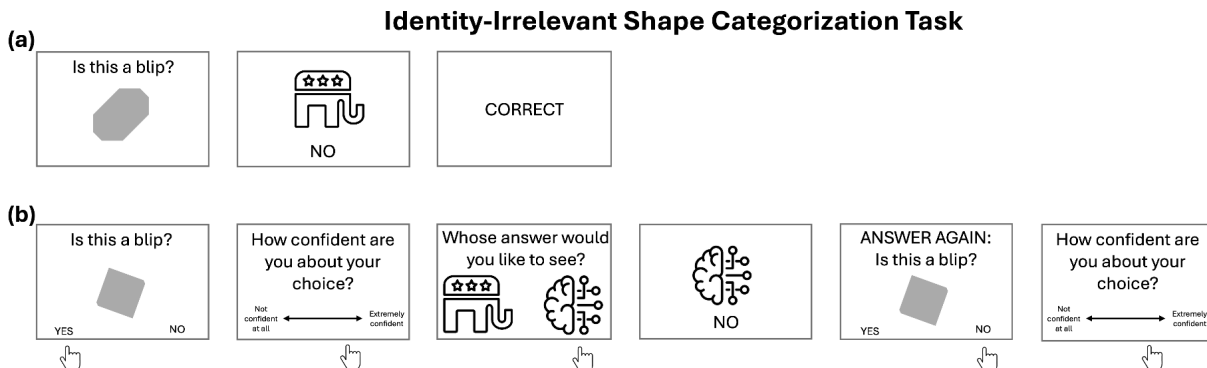 Identity-Irrelevant Shape Categorization Task
(a)
Is this a blip?
NO
CORRECT
(b)
Is this a blip?
YES
NO
How confident are
you about your
choice?
Not
confident
at all
Extremely
confident
Whose answer would
you like to see?
NO
ANSWER AGAIN:
Is this a blip?
YES
NO
How confident are
you about your
choice?
Not
confident
at all
Extremely
confident